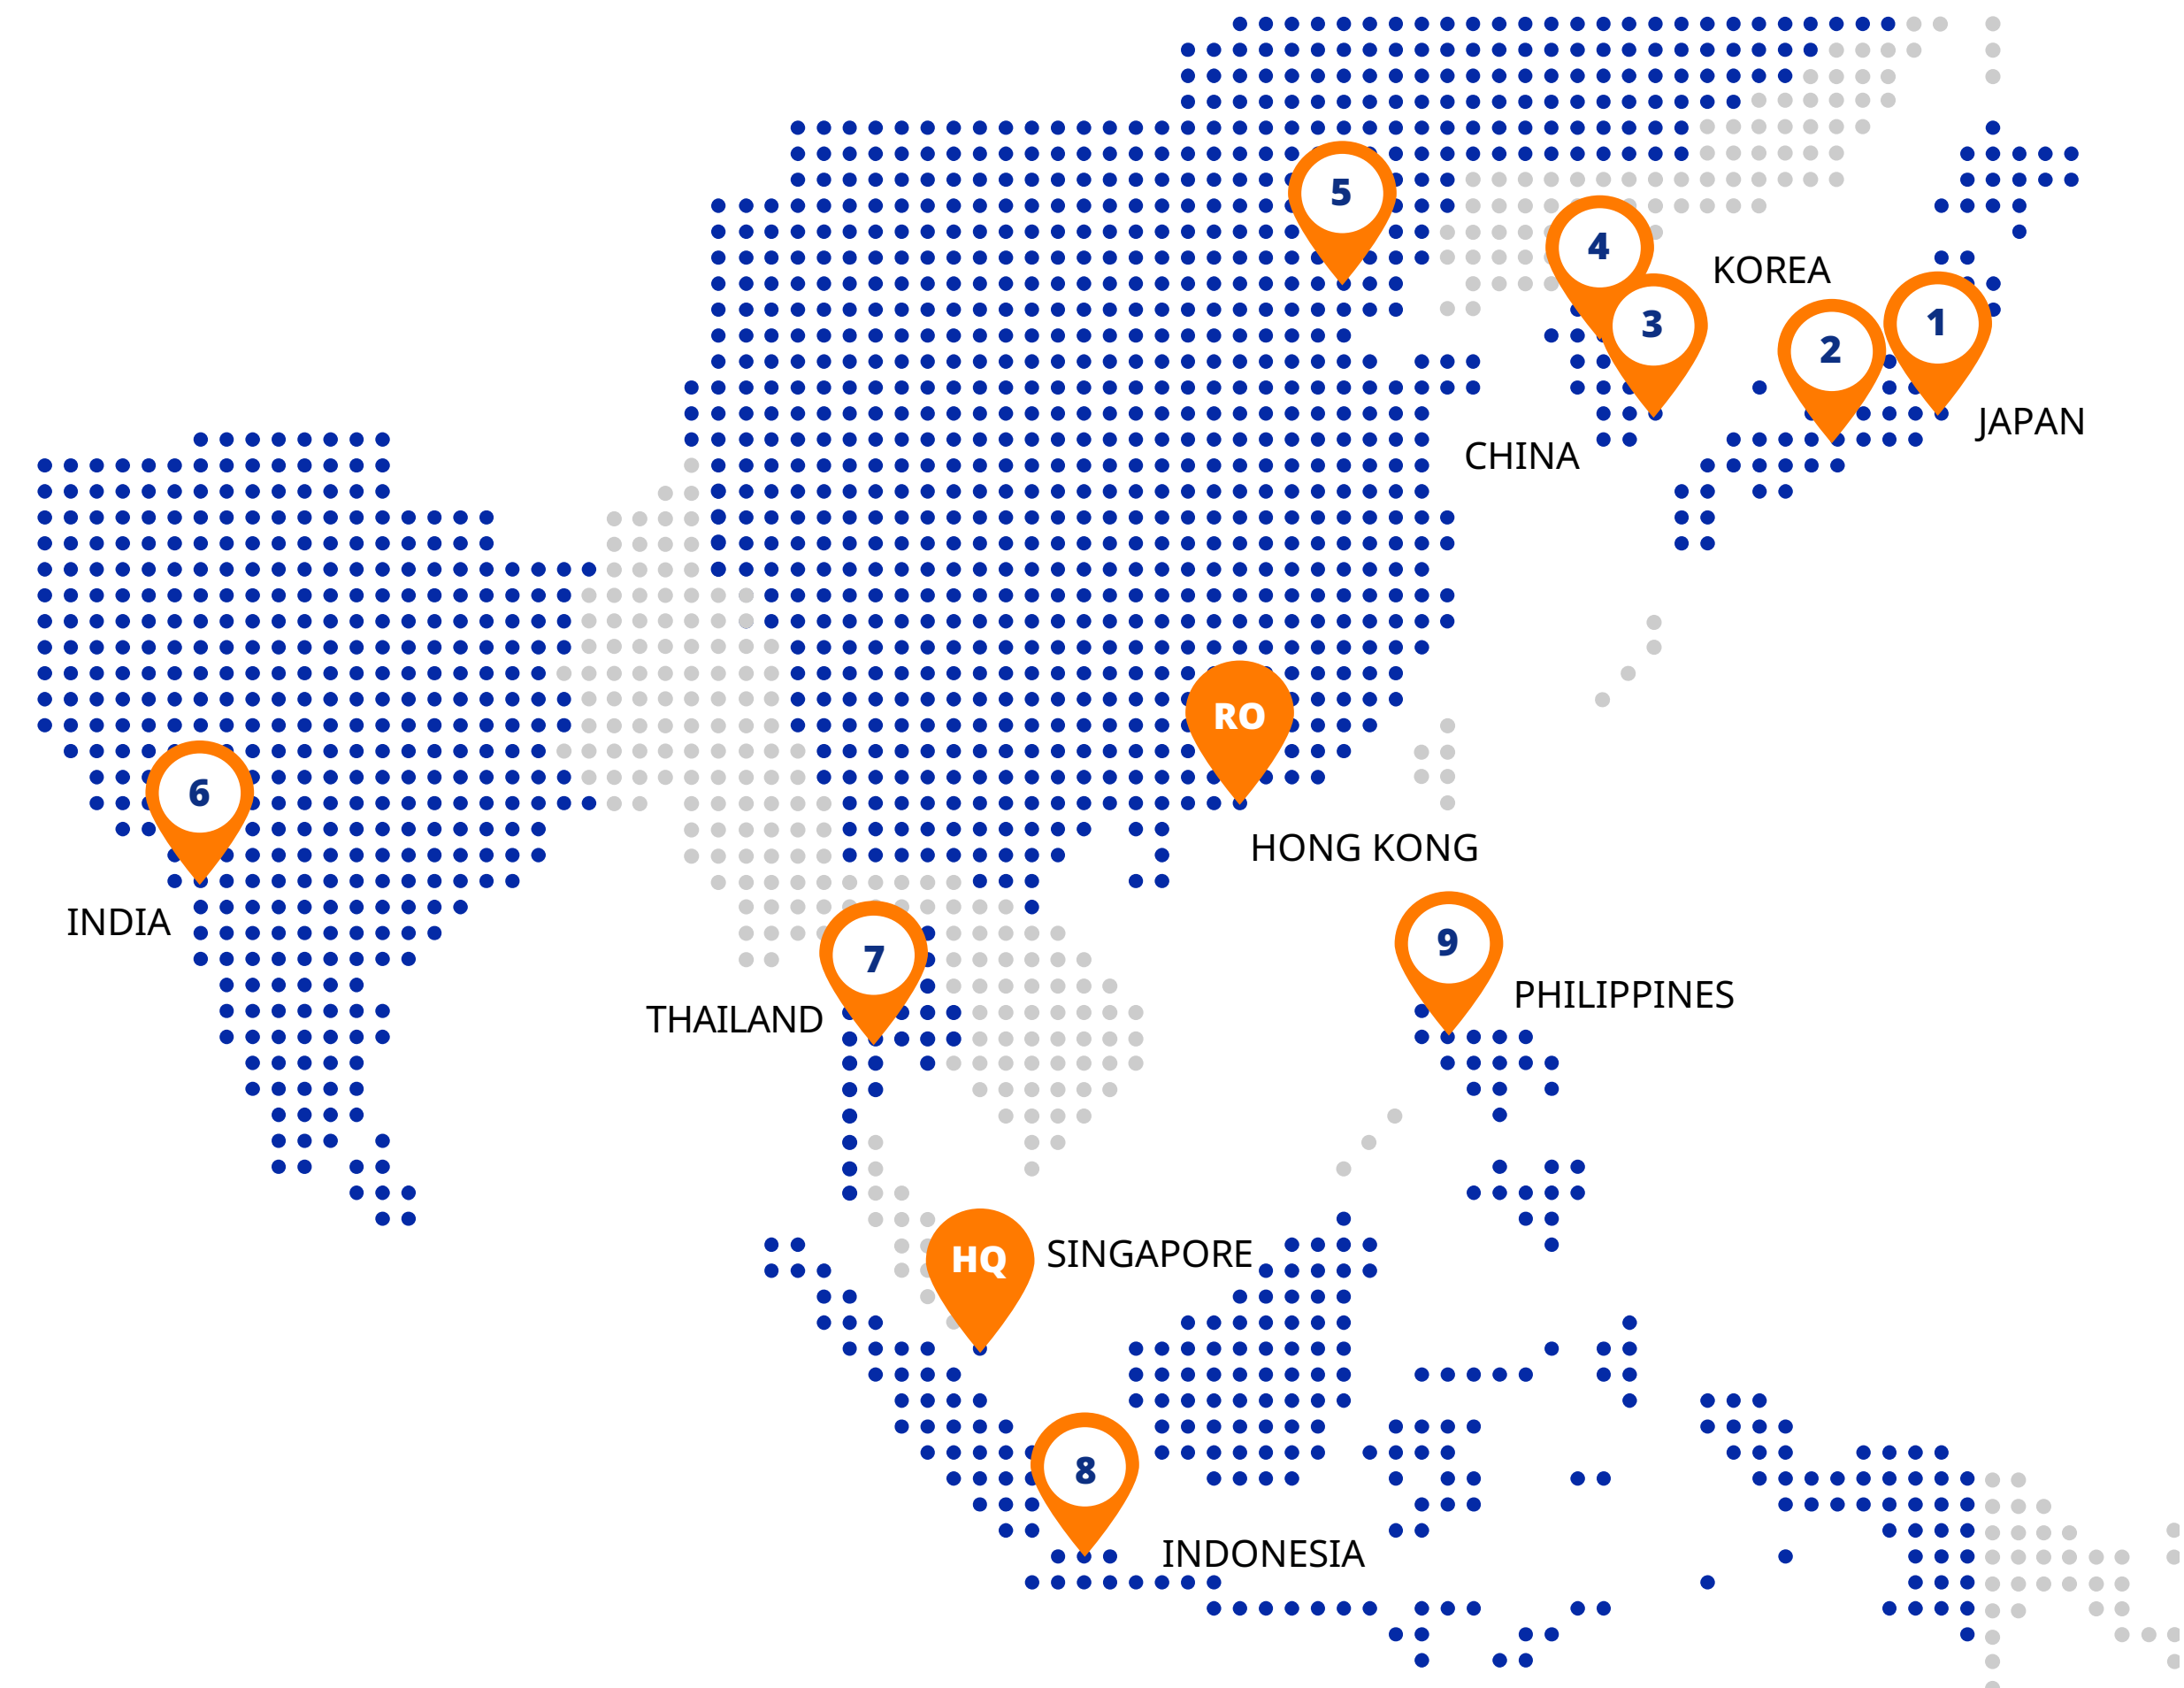 5
4
KOREA
3
1
2
JAPAN
CHINA
RO
6
HONG KONG
INDIA
9
7
PHILIPPINES
THAILAND
HQ
SINGAPORE
8
INDONESIA